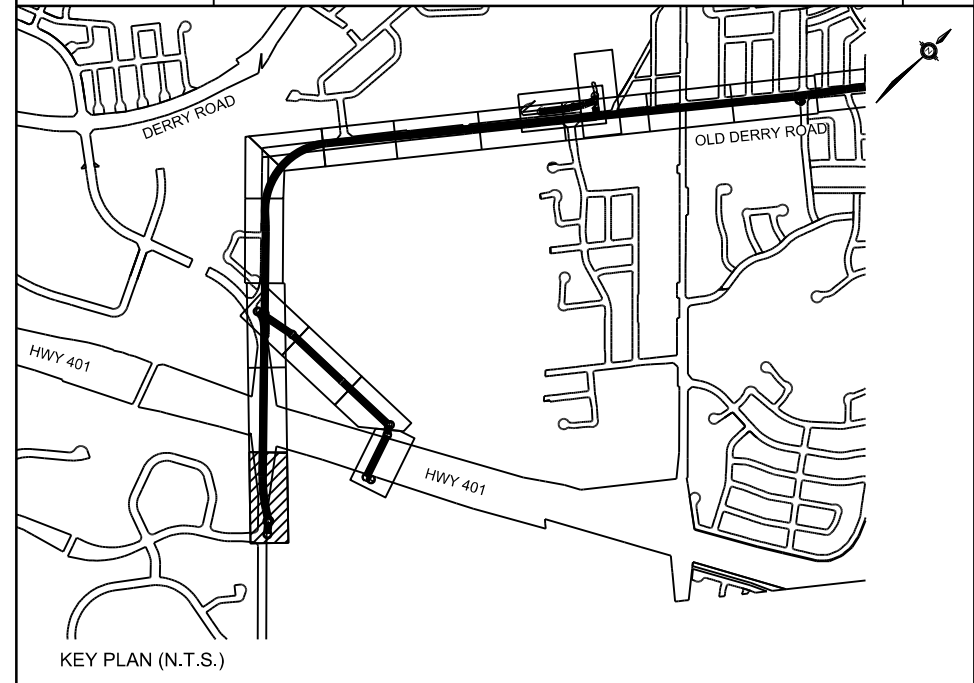 DERRY ROAD
OLD DERRY ROAD
HWY 401
HWY 401
KEY PLAN (N.T.S.)